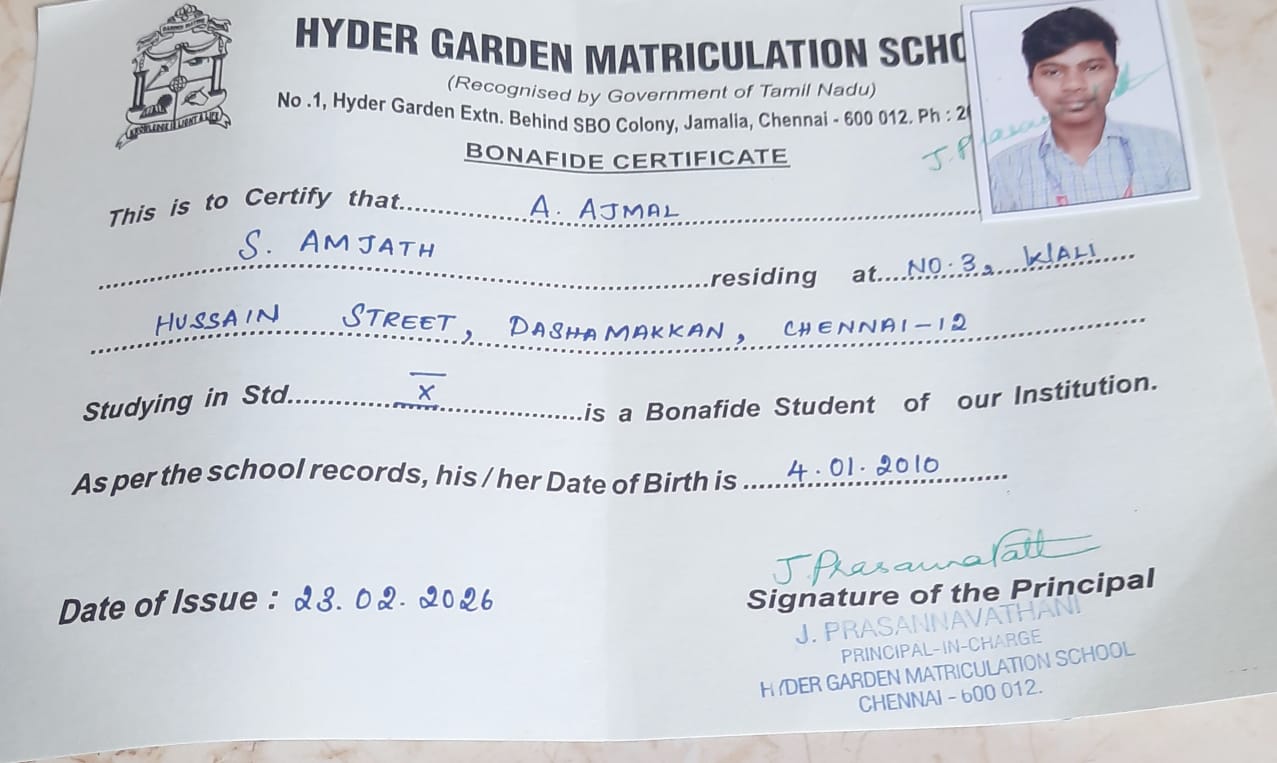 HYDER GARDEN MATRICULATION SCHO
(Recognised by Government of Tamil Nadu)
No .1, Hyder Garden Extn. Behind SBO Colony, Jamalia, Chennai - 600 012. Ph : 2
BONAFIDE CERTIFICATE
J. Prasan
This is to Certify that A. AJMAL
S. AMJATH residing at NO.3, KIALI
HUSSAIN STREET, DASHAMAKKAN, CHENNAI-12
Studying in Std. X is a Bonafide Student of our Institution.
As per the school records, his / her Date of Birth is 4.01.2010
J. Prasanna
Date of Issue : 23.02.2026
Signature of the Principal
J. PRASANNAVATHANI
PRINCIPAL-IN-CHARGE
HYDER GARDEN MATRICULATION SCHOOL
CHENNAI - 600 012.